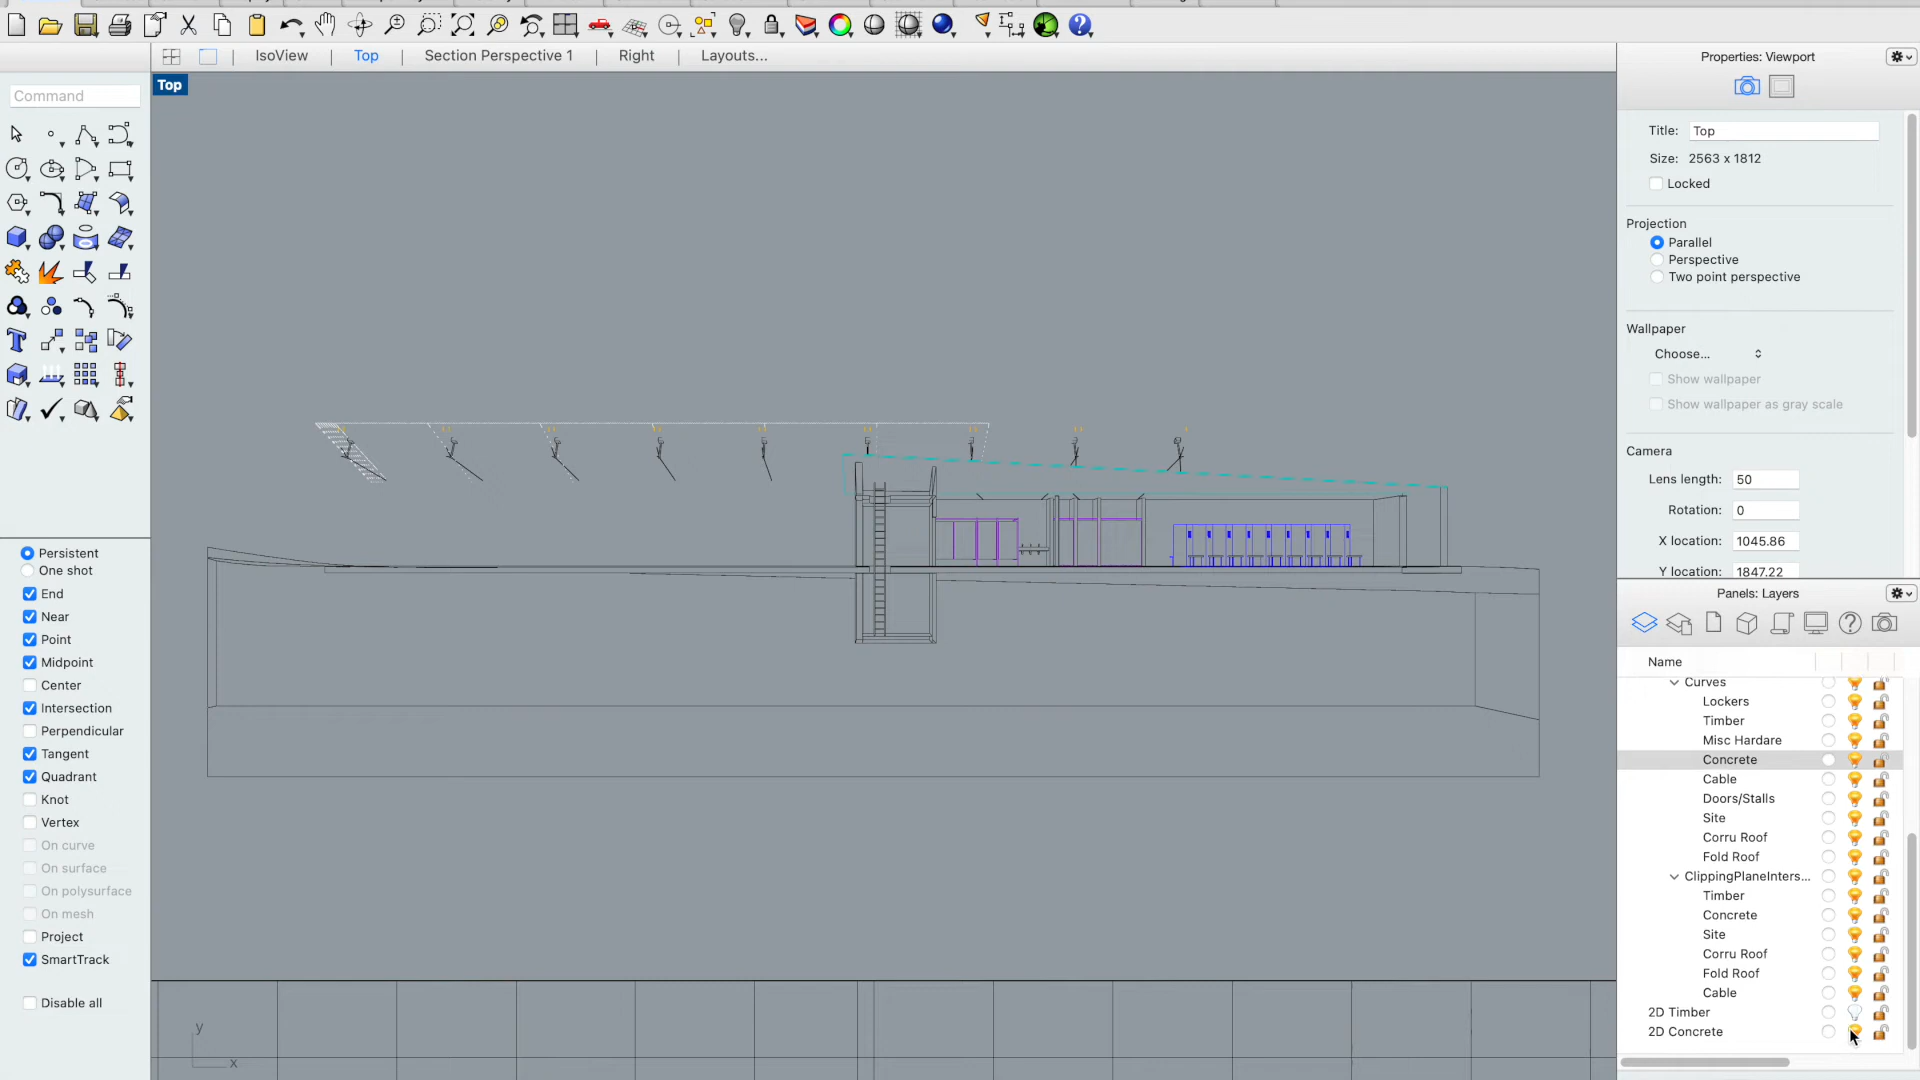 IsoView | Top | Section Perspective 1 | Right | Layouts...
Properties: Viewport
Top
Command
Title: Top
Size: 2563 x 1812
Locked
Projection
Parallel
Perspective
Two point perspective
Wallpaper
Choose...
Show wallpaper
Show wallpaper as gray scale
Camera
Lens length: 50
Rotation: 0
X location: 1045.86
Y location: 1847.22
Persistent
One shot
End
Near
Point
Midpoint
Center
Intersection
Perpendicular
Tangent
Quadrant
Knot
Vertex
On curve
On surface
On polysurface
On mesh
Project
SmartTrack
Disable all
Panels: Layers
Name
Curves
Lockers
Timber
Misc Hardare
Concrete
Cable
Doors/Stalls
Site
Corru Roof
Fold Roof
ClippingPlaneInters...
Timber
Concrete
Site
Corru Roof
Fold Roof
Cable
2D Timber
2D Concrete
y
x